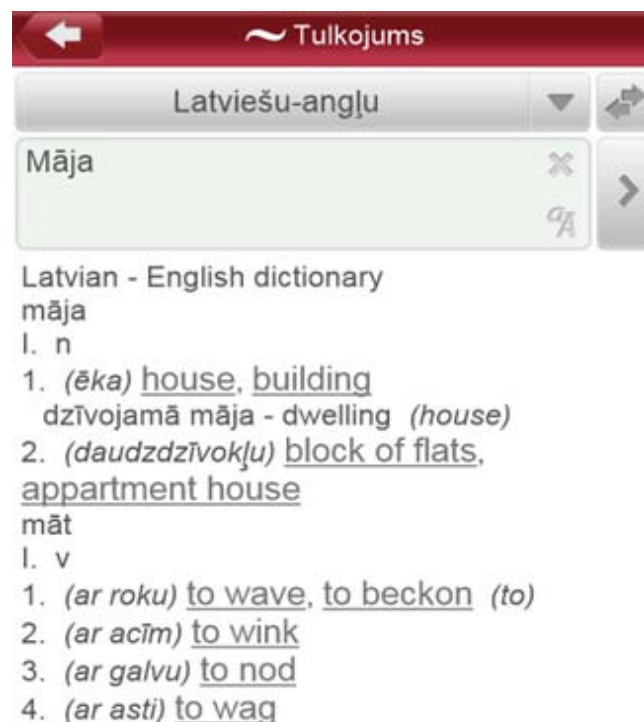 ~ Tulkojums
Latviešu-angļu
Māja
Latvian - English dictionary
māja
I. n
1. (ēka) house, building
dzīvojamā māja - dwelling (house)
2. (daudzdzīvokļu) block of flats,
appartment house
māt
I. v
1. (ar roku) to wave, to beckon (to)
2. (ar acīm) to wink
3. (ar galvu) to nod
4. (ar asti) to wag